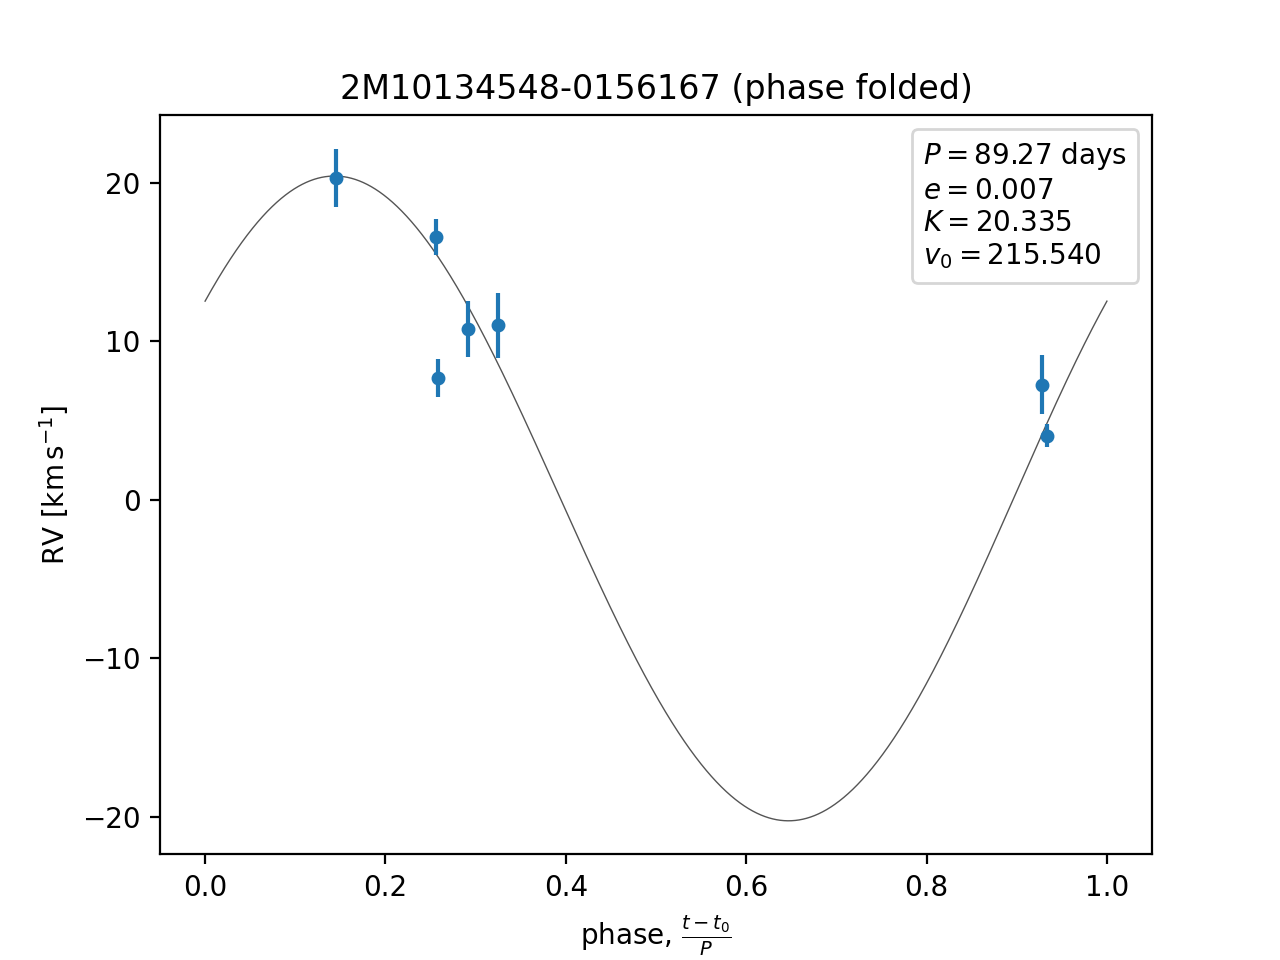 2M10134548-0156167 (phase folded)
P = 89.27 days
e = 0.007
K = 20.335
v₀ = 215.540
RV [km s⁻¹]
20
10
0
−10
−20
0.0 0.2 0.4 0.6 0.8 1.0
phase, (t − t₀)/P